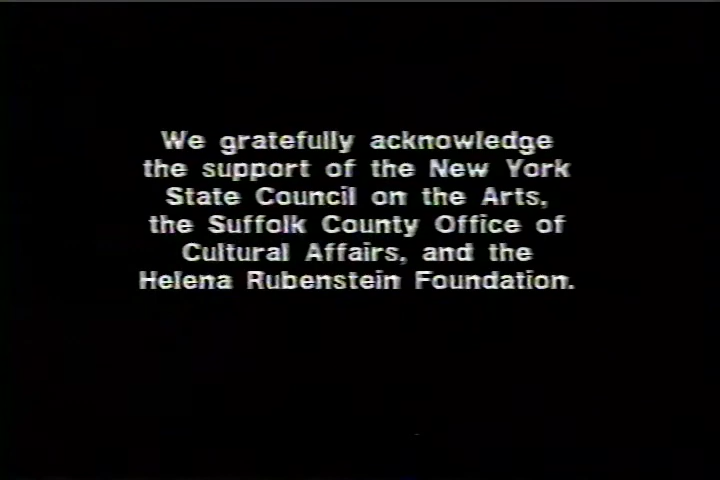 We gratefully acknowledge
the support of the New York
State Council on the Arts,
the Suffolk County Office of
Cultural Affairs, and the
Helena Rubenstein Foundation.